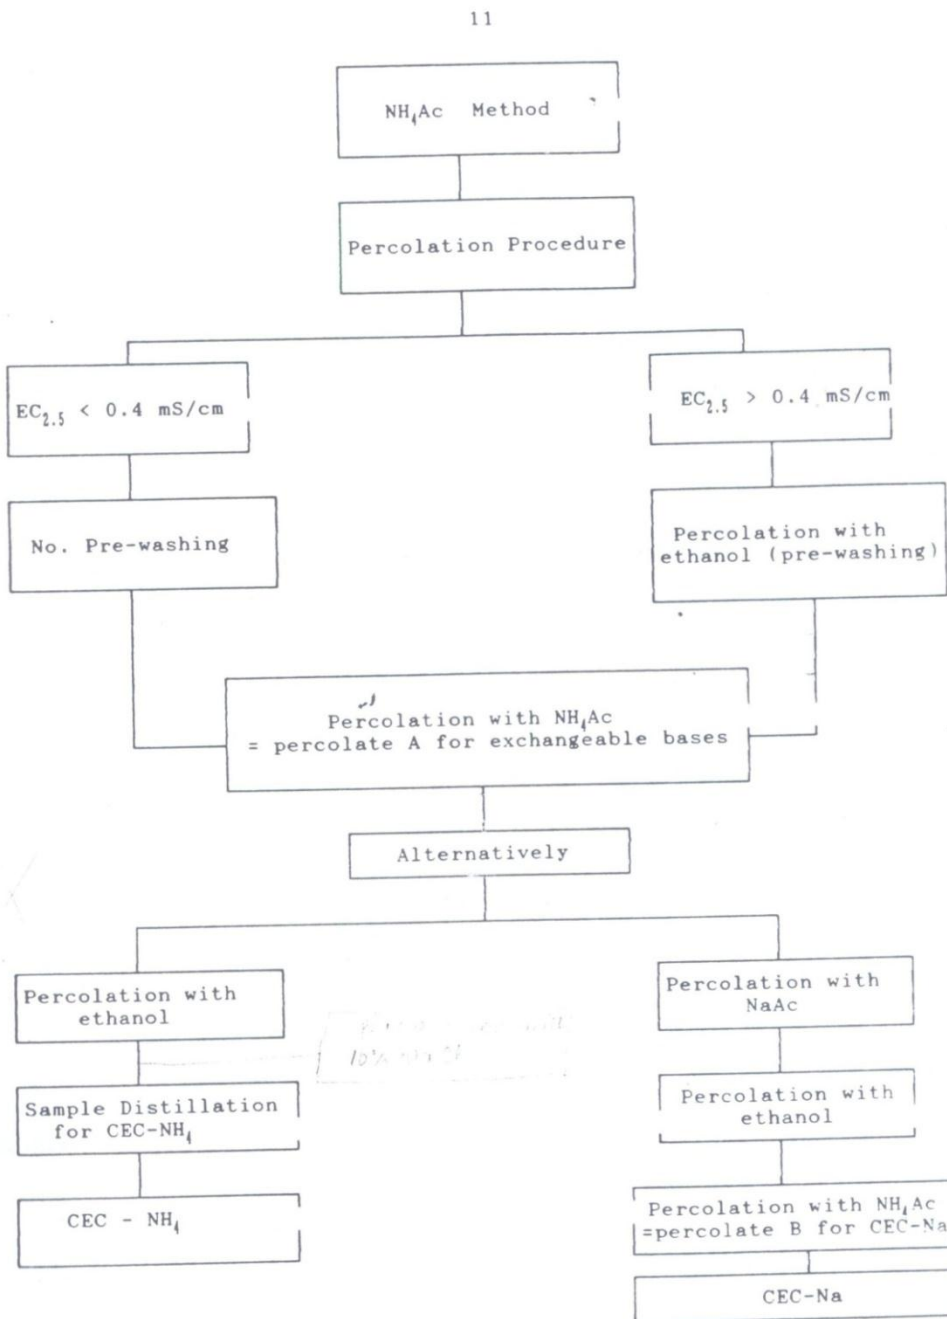 11
NH₄Ac Method
Percolation Procedure
EC₂.₅ < 0.4 mS/cm
EC₂.₅ > 0.4 mS/cm
No. Pre-washing
Percolation with
ethanol (pre-washing)
Percolation with NH₄Ac
= percolate A for exchangeable bases
Alternatively
Percolation with
ethanol
Percolation with
NaAc
Sample Distillation
for CEC-NH₄
Percolation with
ethanol
CEC - NH₄
Percolation with NH₄Ac
=percolate B for CEC-Na
CEC-Na